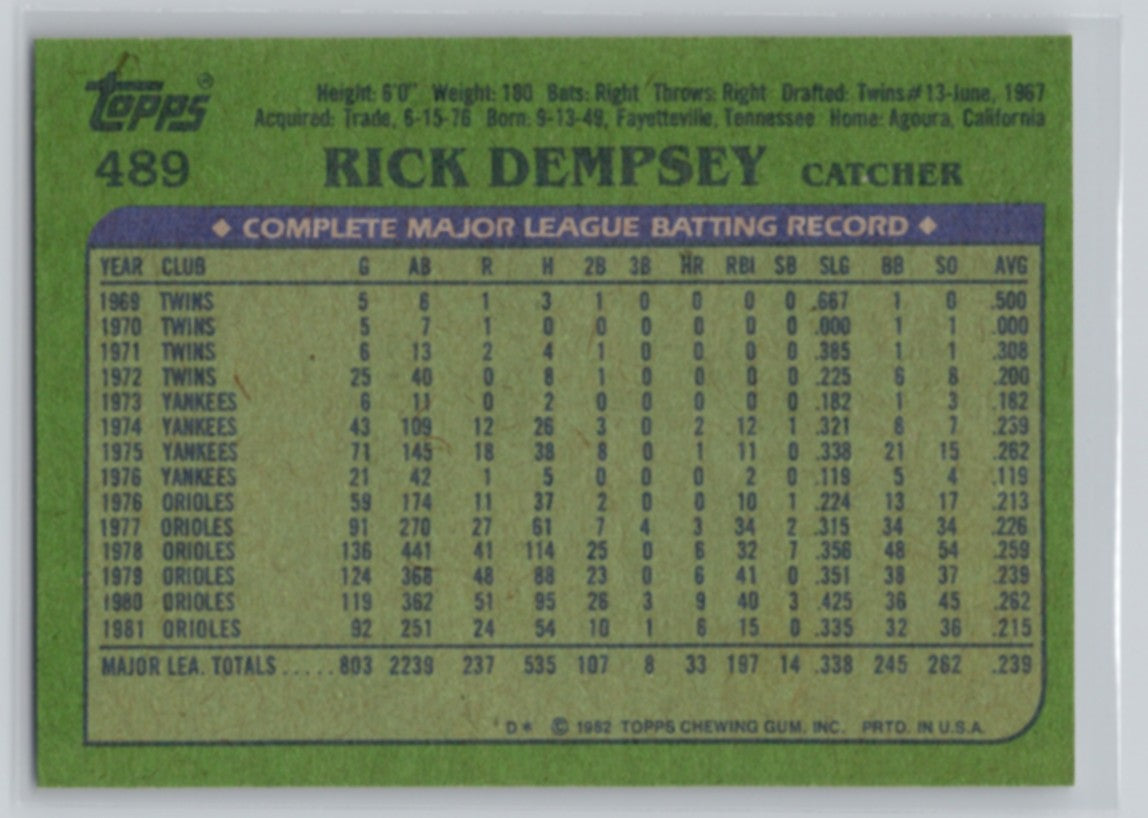 Topps®
Height: 6'0" Weight: 180 Bats: Right Throws: Right Drafted: Twins#13-June, 1967
Acquired: Trade, 6-15-76 Born: 9-13-49, Fayetteville, Tennessee Home: Agoura, California
489 RICK DEMPSEY CATCHER
◆ COMPLETE MAJOR LEAGUE BATTING RECORD ◆
YEAR CLUB G AB R H 2B 3B HR RBI SB SLG BB SO AVG
1969 TWINS 5 6 1 3 1 0 0 0 0 .667 1 0 .500
1970 TWINS 5 7 1 0 0 0 0 0 0 .000 1 1 .000
1971 TWINS 6 13 2 4 1 0 0 0 0 .385 1 1 .308
1972 TWINS 25 40 0 8 1 0 0 0 0 .225 6 8 .200
1973 YANKEES 6 11 0 2 0 0 0 0 0 .182 1 3 .182
1974 YANKEES 43 109 12 26 3 0 2 12 1 .321 8 7 .239
1975 YANKEES 71 145 18 38 8 0 1 11 0 .338 21 15 .262
1976 YANKEES 21 42 1 5 0 0 0 2 0 .119 5 4 .119
1976 ORIOLES 59 174 11 37 2 0 0 10 1 .224 13 17 .213
1977 ORIOLES 91 270 27 61 7 4 3 34 2 .315 34 34 .226
1978 ORIOLES 136 441 41 114 25 0 6 32 7 .356 48 54 .259
1979 ORIOLES 124 368 48 88 23 0 6 41 0 .351 38 37 .239
1980 ORIOLES 119 362 51 95 26 3 9 40 3 .425 36 45 .262
1981 ORIOLES 92 251 24 54 10 1 6 15 0 .335 32 36 .215
MAJOR LEA. TOTALS.....803 2239 237 535 107 8 33 197 14 .338 245 262 .239
D* © 1982 TOPPS CHEWING GUM, INC. PRTD. IN U.S.A.